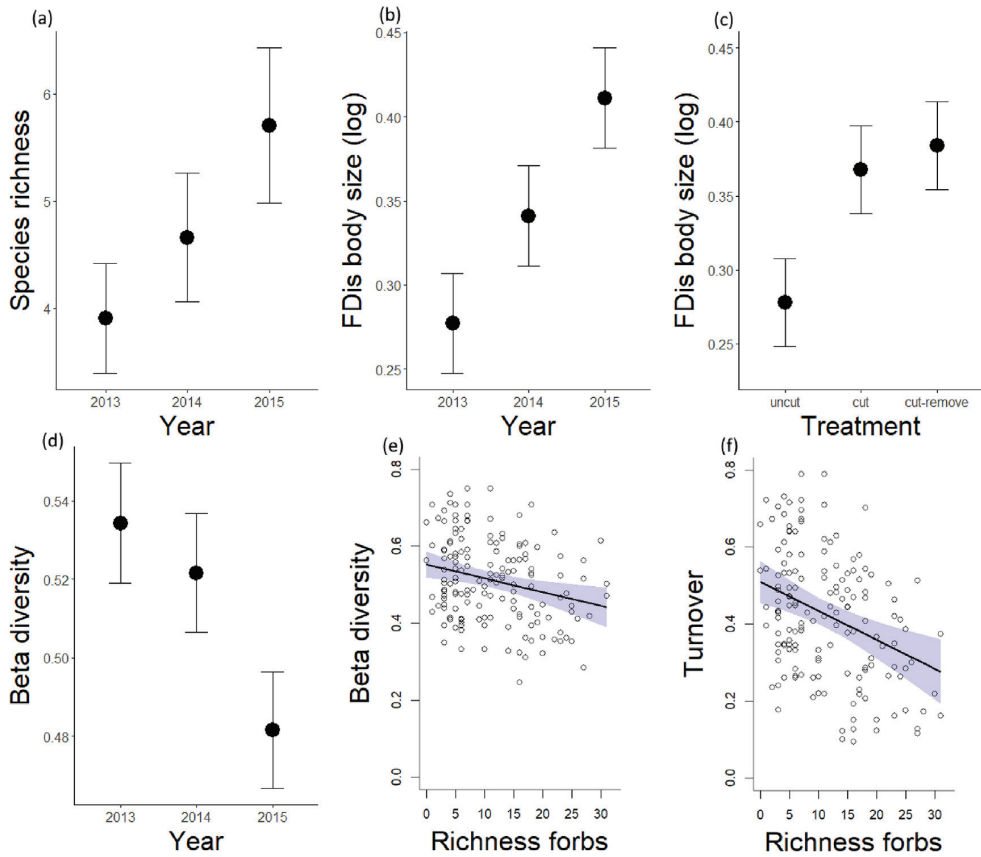 (a)
Species richness
6
5
4
2013 2014 2015
Year
(b)
FDis body size (log)
0.45
0.40
0.35
0.30
0.25
2013 2014 2015
Year
(c)
FDis body size (log)
0.45
0.40
0.35
0.30
0.25
uncut cut cut-remove
Treatment
(d)
Beta diversity
0.54
0.52
0.50
0.48
2013 2014 2015
Year
(e)
Beta diversity
0.8
0.6
0.4
0.2
0.0
0 5 10 15 20 25 30
Richness forbs
(f)
Turnover
0.8
0.6
0.4
0.2
0.0
0 5 10 15 20 25 30
Richness forbs